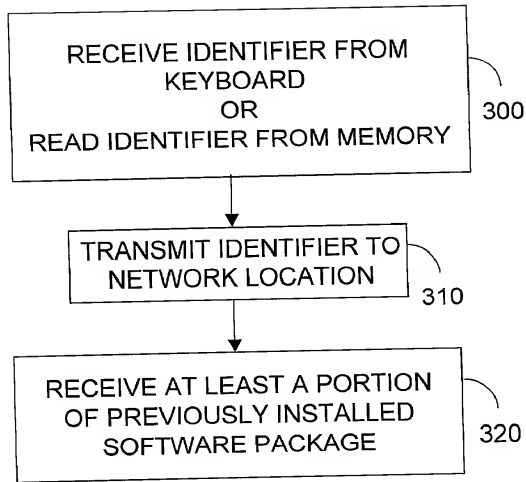 RECEIVE IDENTIFIER FROM
KEYBOARD
OR
READ IDENTIFIER FROM MEMORY
300
TRANSMIT IDENTIFIER TO
NETWORK LOCATION
310
RECEIVE AT LEAST A PORTION
OF PREVIOUSLY INSTALLED
SOFTWARE PACKAGE
320